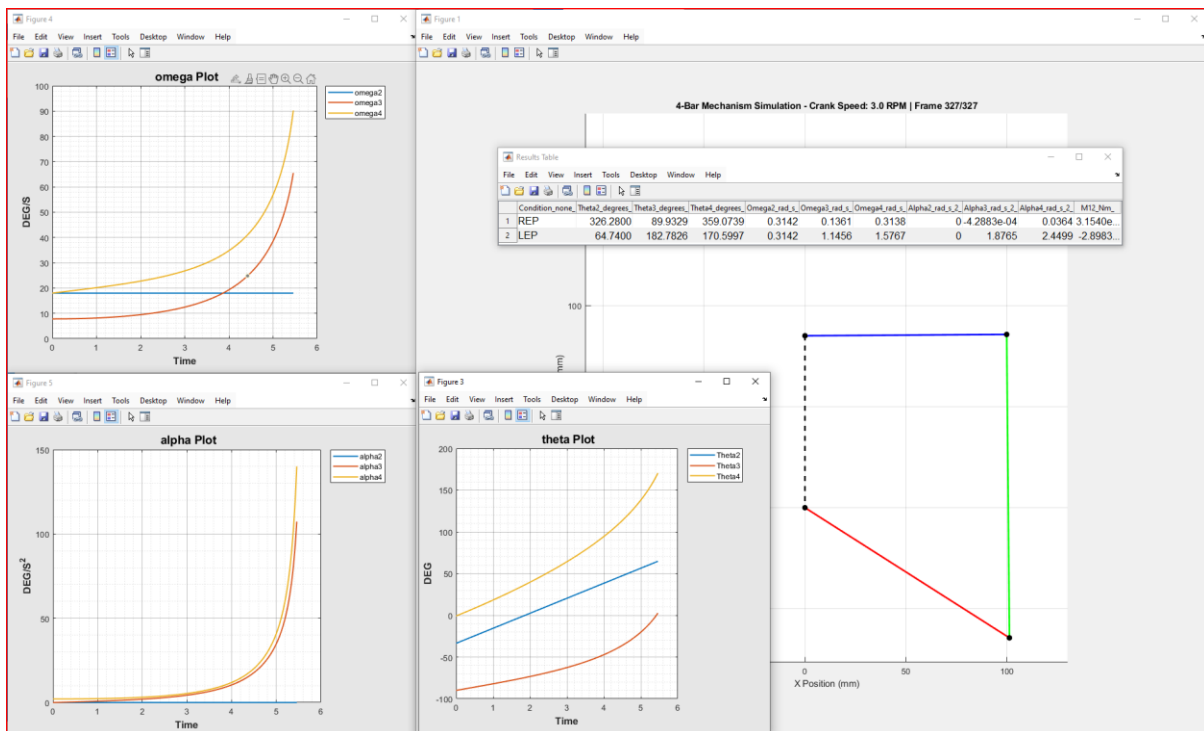 Figure 4
File Edit View Insert Tools Desktop Window Help
omega Plot
omega2
omega3
omega4
100
90
80
70
60
50
40
30
20
10
0
DEG/S
0 1 2 3 4 5 6
Time
Figure 1
File Edit View Insert Tools Desktop Window Help
4-Bar Mechanism Simulation - Crank Speed: 3.0 RPM | Frame 327/327
Results Table
File Edit View Insert Tools Desktop Window Help
Condition_none_ Theta2_degrees_ Theta3_degrees_ Theta4_degrees_ Omega2_rad_s_ Omega3_rad_s_ Omega4_rad_s_ Alpha2_rad_s_2_ Alpha3_rad_s_2_ Alpha4_rad_s_2_ M12_Nm_
1 REP 326.2800 89.9329 359.0739 0.3142 0.1361 0.3138 0 -4.2883e-04 0.0364 3.1540e...
2 LEP 64.7400 182.7826 170.5997 0.3142 1.1456 1.5767 0 1.8765 2.4499 -2.8983...
100
mm)
0 50 100
X Position (mm)
Figure 5
File Edit View Insert Tools Desktop Window Help
alpha Plot
alpha2
alpha3
alpha4
150
100
50
0
DEG/S^2
0 1 2 3 4 5 6
Time
Figure 3
File Edit View Insert Tools Desktop Window Help
theta Plot
Theta2
Theta3
Theta4
200
150
100
50
0
-50
-100
DEG
0 1 2 3 4 5 6
Time